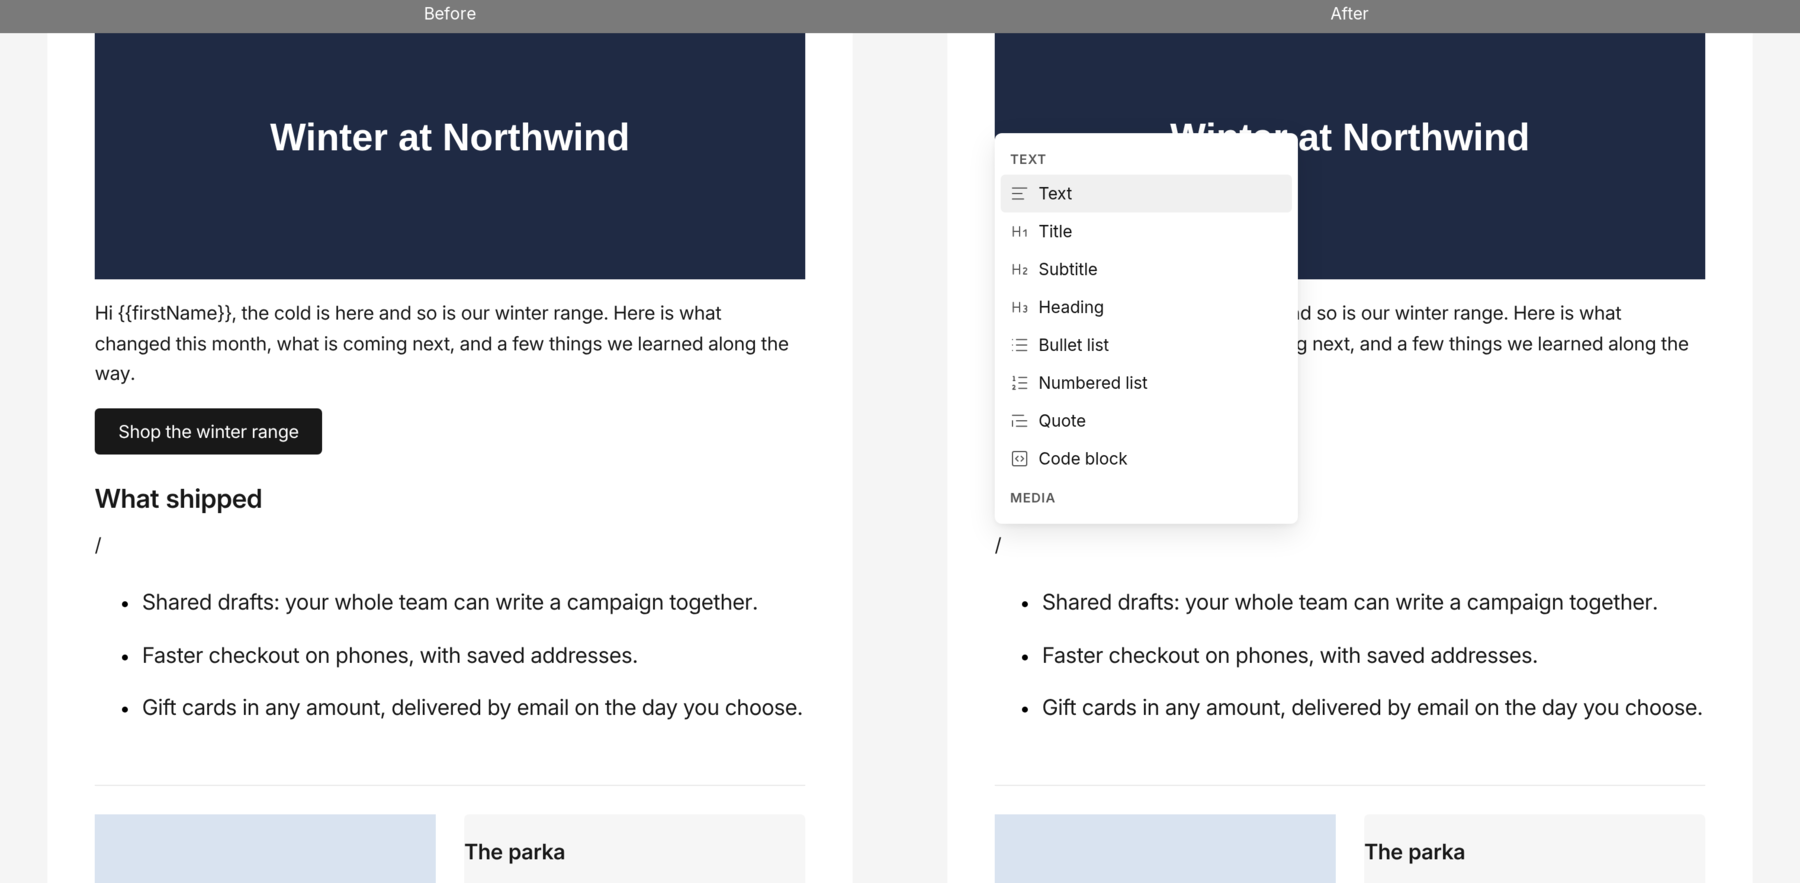 Before
Winter at Northwind
Hi {{firstName}}, the cold is here and so is our winter range. Here is what
changed this month, what is coming next, and a few things we learned along the
way.
Shop the winter range
What shipped
/
Shared drafts: your whole team can write a campaign together.
Faster checkout on phones, with saved addresses.
Gift cards in any amount, delivered by email on the day you choose.
The parka
After
at Northwind
TEXT
Text
H1 Title
H2 Subtitle
H3 Heading
Bullet list
Numbered list
Quote
Code block
MEDIA
so is our winter range. Here is what
next, and a few things we learned along the
/
Shared drafts: your whole team can write a campaign together.
Faster checkout on phones, with saved addresses.
Gift cards in any amount, delivered by email on the day you choose.
The parka